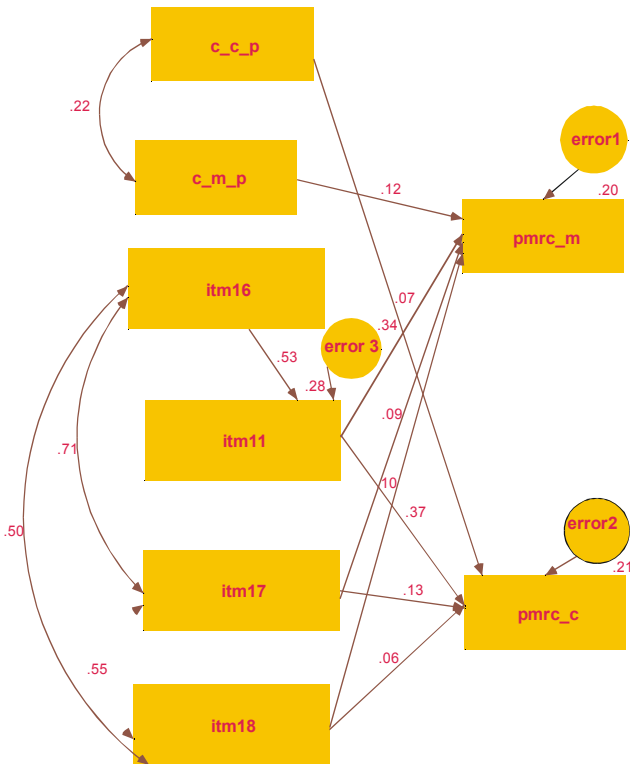 c_c_p
.22
error1
c_m_p
.12
.20
pmrc_m
itm16
.07
.34
error 3
.53
.28
.09
itm11
.71
.10
.37
.50
error2
.21
itm17
.13
pmrc_c
.06
.55
itm18